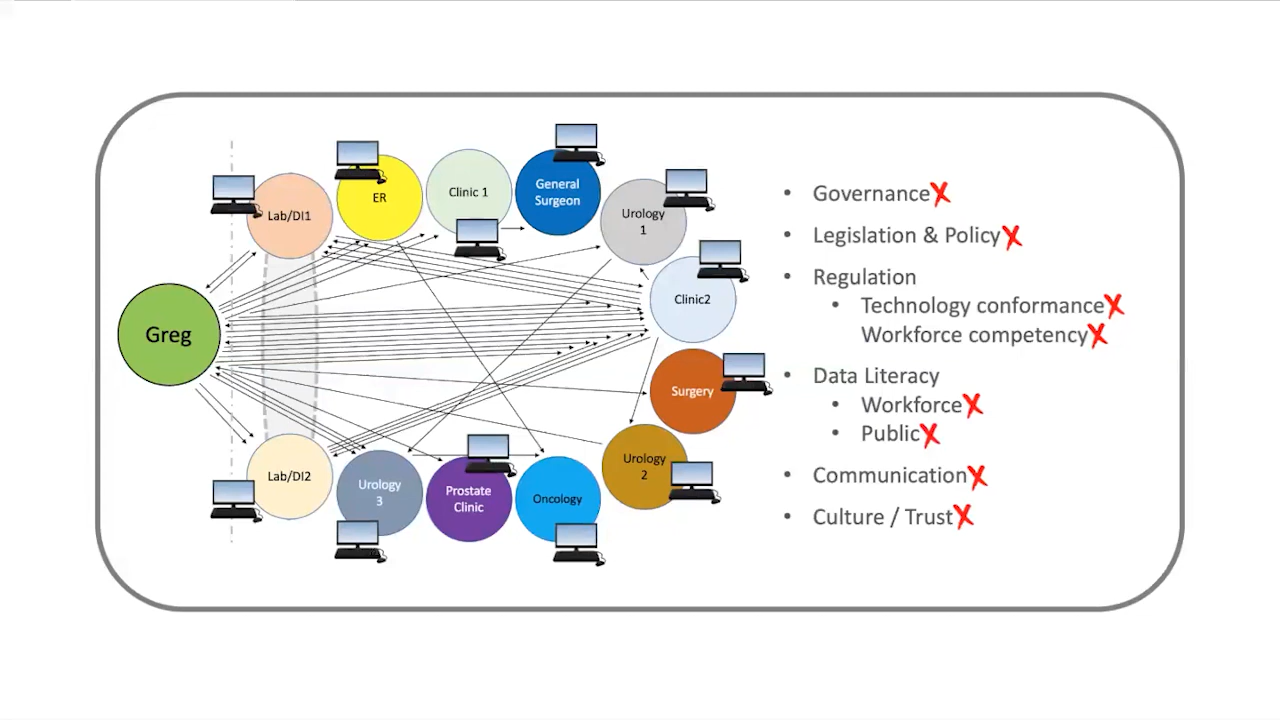 Lab/DI1
ER
Clinic 1
General
Surgeon
Urology
1
Clinic2
Greg
Surgery
Urology
2
Lab/DI2
Urology
3
Prostate
Clinic
Oncology
• Governance
• Legislation & Policy
• Regulation
• Technology conformance
Workforce competency
• Data Literacy
• Workforce
• Public
• Communication
• Culture / Trust